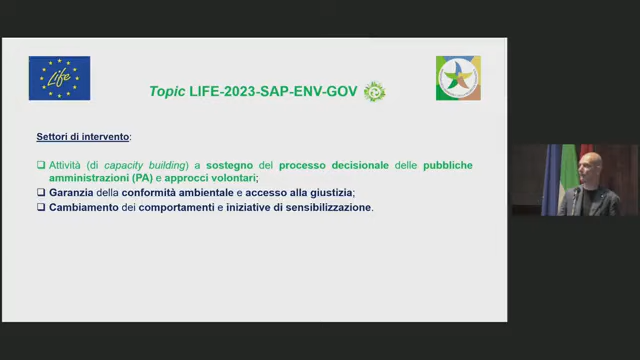 Life
Topic LIFE-2023-SAP-ENV-GOV
Settori di intervento:
❑ Attività (di capacity building) a sostegno del processo decisionale delle pubbliche
amministrazioni (PA) e approcci volontari;
❑ Garanzia della conformità ambientale e accesso alla giustizia;
❑ Cambiamento dei comportamenti e iniziative di sensibilizzazione.